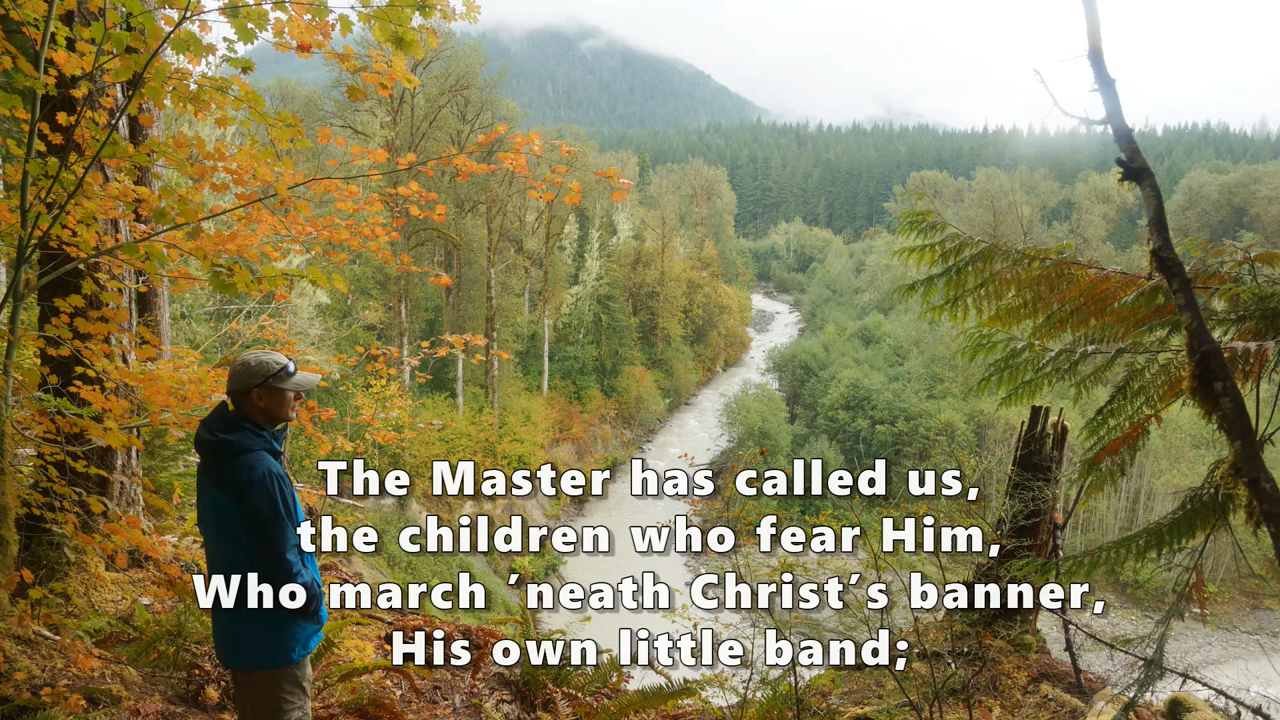 The Master has called us,
the children who fear Him,
Who march ′neath Christ′s banner,
His own little band;